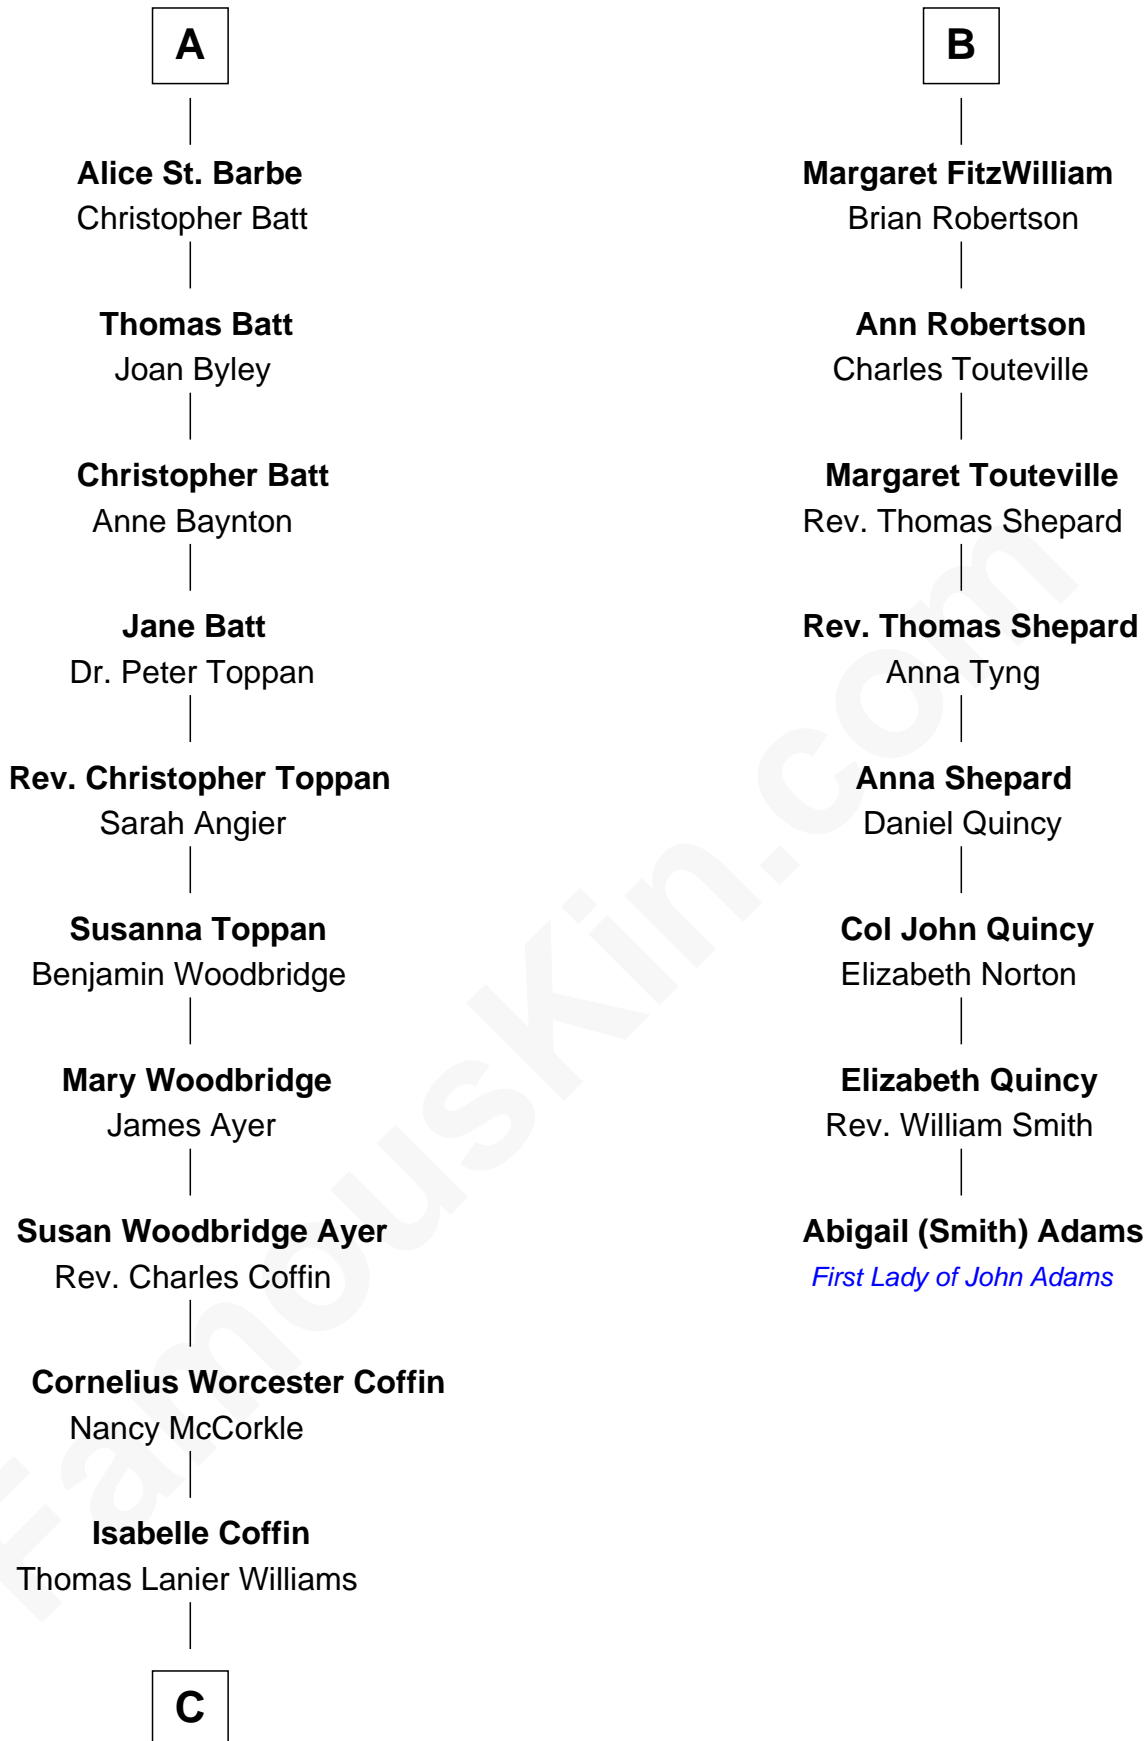 A
Alice St. Barbe
Christopher Batt
Thomas Batt
Joan Byley
Christopher Batt
Anne Baynton
Jane Batt
Dr. Peter Toppan
Rev. Christopher Toppan
Sarah Angier
Susanna Toppan
Benjamin Woodbridge
Mary Woodbridge
James Ayer
Susan Woodbridge Ayer
Rev. Charles Coffin
Cornelius Worcester Coffin
Nancy McCorkle
Isabelle Coffin
Thomas Lanier Williams
C
B
Margaret FitzWilliam
Brian Robertson
Ann Robertson
Charles Touteville
Margaret Touteville
Rev. Thomas Shepard
Rev. Thomas Shepard
Anna Tyng
Anna Shepard
Daniel Quincy
Col John Quincy
Elizabeth Norton
Elizabeth Quincy
Rev. William Smith
Abigail (Smith) Adams
First Lady of John Adams
FamousKin.com